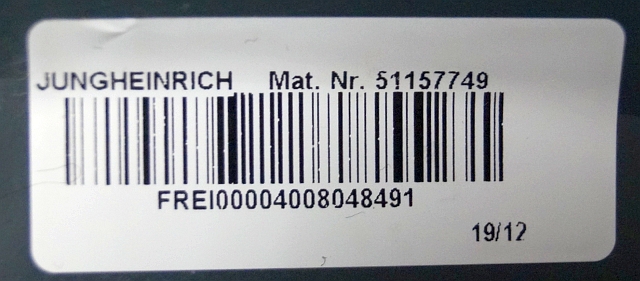 JUNGHEINRICH Mat. Nr. 51157749
FREI00004008048491
19/12